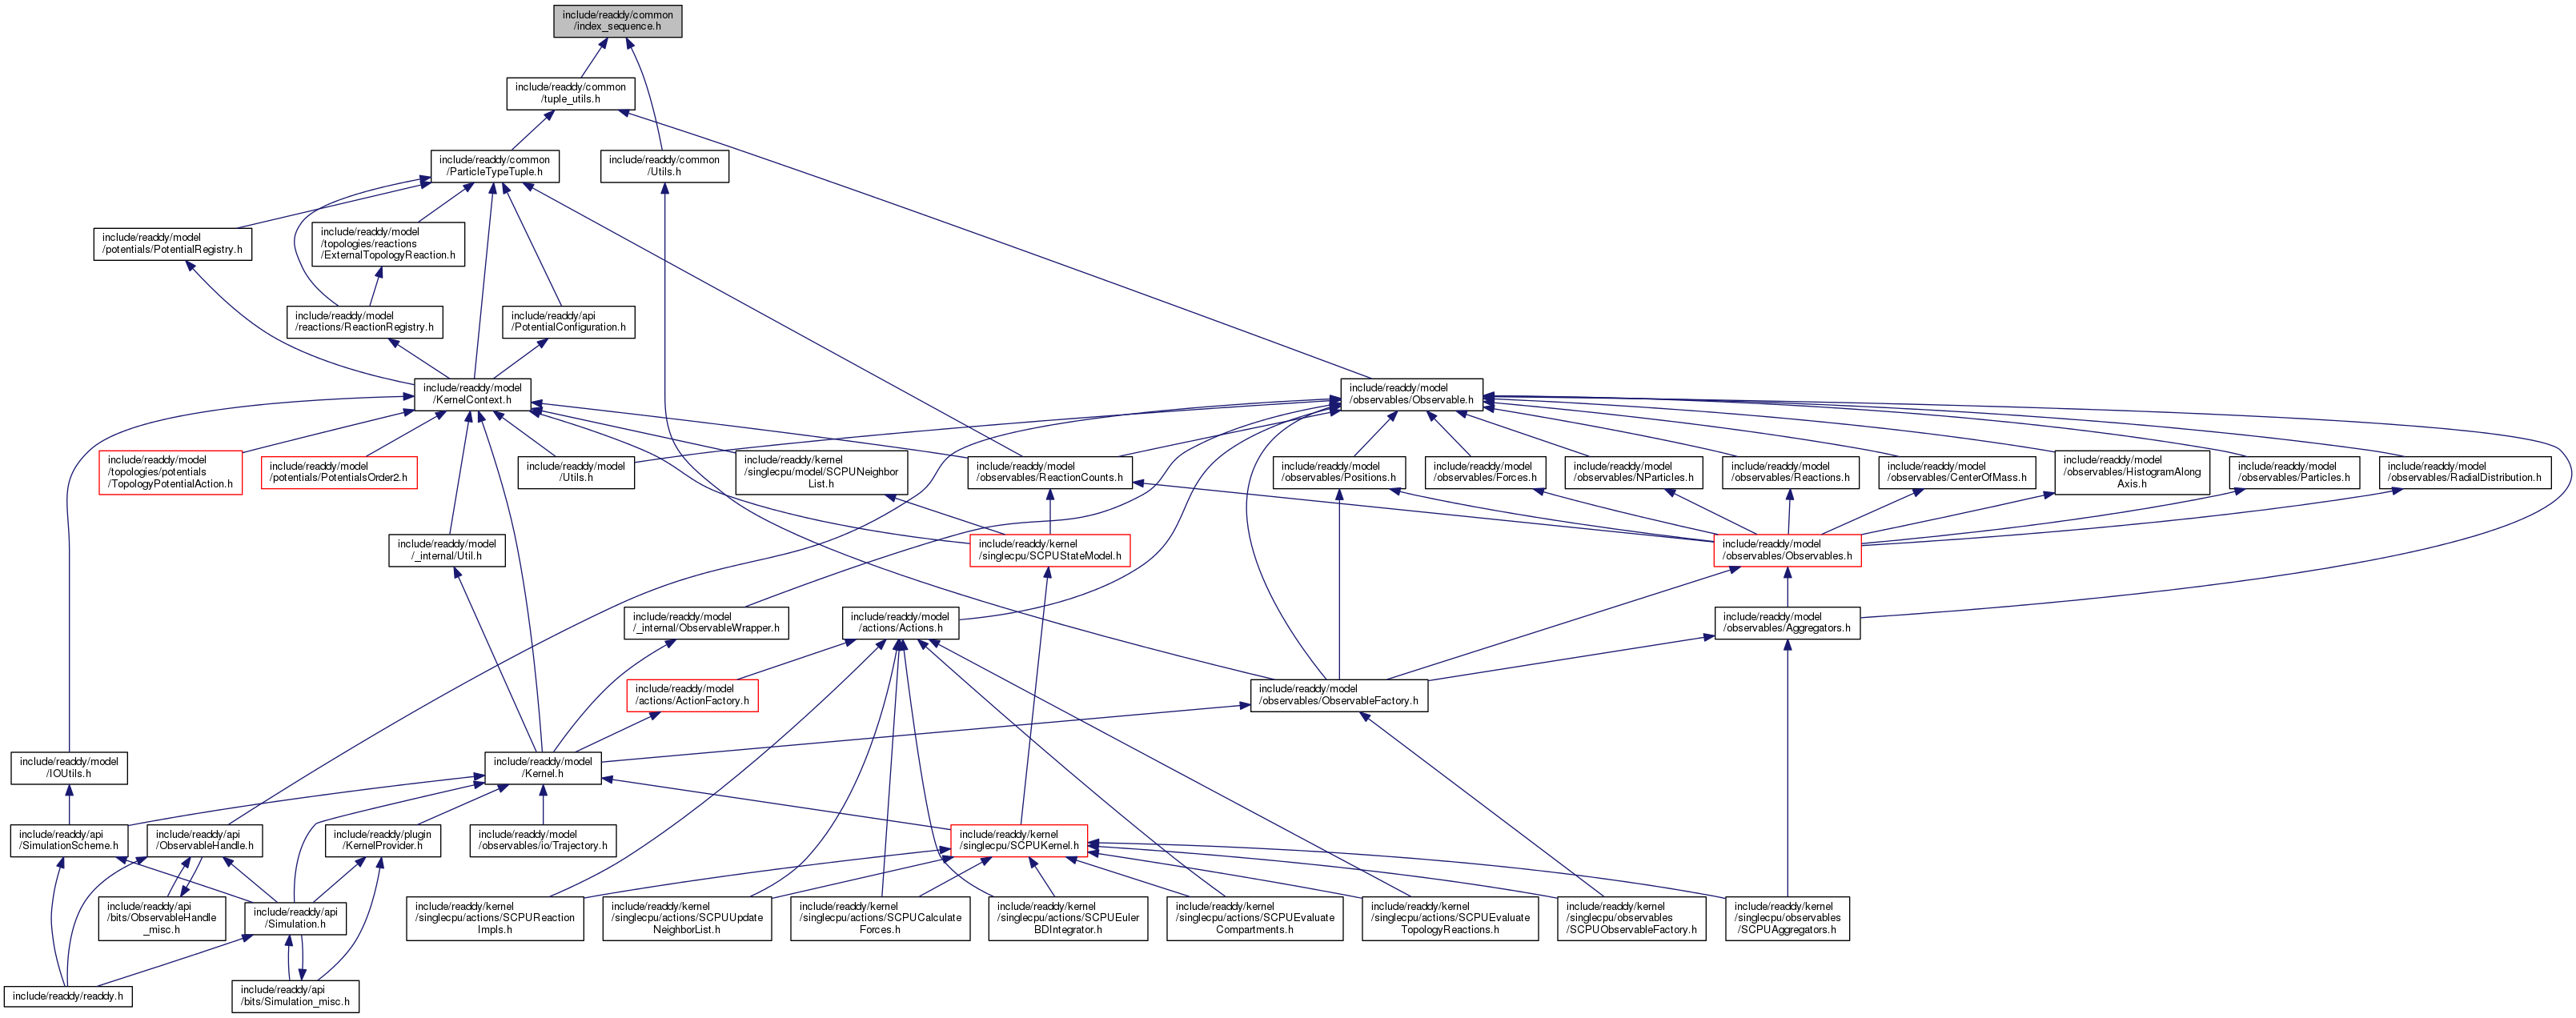 include/readdy/common
/index_sequence.h
include/readdy/common
/tuple_utils.h
include/readdy/common
/ParticleTypeTuple.h
include/readdy/common
/Utils.h
include/readdy/model
/potentials/PotentialRegistry.h
include/readdy/model
/topologies/reactions
/ExternalTopologyReaction.h
include/readdy/model
/reactions/ReactionRegistry.h
include/readdy/api
/PotentialConfiguration.h
include/readdy/model
/KernelContext.h
include/readdy/model
/observables/Observable.h
include/readdy/model
/topologies/potentials
/TopologyPotentialAction.h
include/readdy/model
/potentials/PotentialsOrder2.h
include/readdy/model
/Utils.h
include/readdy/kernel
/singlecpu/model/SCPUNeighbor
List.h
include/readdy/model
/observables/ReactionCounts.h
include/readdy/model
/observables/Positions.h
include/readdy/model
/observables/Forces.h
include/readdy/model
/observables/NParticles.h
include/readdy/model
/observables/Reactions.h
include/readdy/model
/observables/CenterOfMass.h
include/readdy/model
/observables/HistogramAlong
Axis.h
include/readdy/model
/observables/Particles.h
include/readdy/model
/observables/RadialDistribution.h
include/readdy/model
/_internal/Util.h
include/readdy/kernel
/singlecpu/SCPUStateModel.h
include/readdy/model
/observables/Observables.h
include/readdy/model
/_internal/ObservableWrapper.h
include/readdy/model
/actions/Actions.h
include/readdy/model
/observables/Aggregators.h
include/readdy/model
/actions/ActionFactory.h
include/readdy/model
/observables/ObservableFactory.h
include/readdy/model
/IOUtils.h
include/readdy/model
/Kernel.h
include/readdy/api
/SimulationScheme.h
include/readdy/api
/ObservableHandle.h
include/readdy/plugin
/KernelProvider.h
include/readdy/model
/observables/io/Trajectory.h
include/readdy/kernel
/singlecpu/SCPUKernel.h
include/readdy/api
/bits/ObservableHandle
_misc.h
include/readdy/api
/Simulation.h
include/readdy/kernel
/singlecpu/actions/SCPUReaction
Impls.h
include/readdy/kernel
/singlecpu/actions/SCPUUpdate
NeighborList.h
include/readdy/kernel
/singlecpu/actions/SCPUCalculate
Forces.h
include/readdy/kernel
/singlecpu/actions/SCPUEuler
BDIntegrator.h
include/readdy/kernel
/singlecpu/actions/SCPUEvaluate
Compartments.h
include/readdy/kernel
/singlecpu/actions/SCPUEvaluate
TopologyReactions.h
include/readdy/kernel
/singlecpu/observables
/SCPUObservableFactory.h
include/readdy/kernel
/singlecpu/observables
/SCPUAggregators.h
include/readdy/readdy.h
include/readdy/api
/bits/Simulation_misc.h